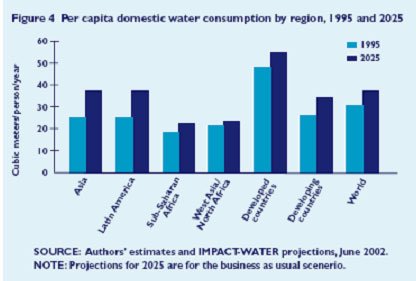 Figure 4 Per capita domestic water consumption by region, 1995 and 2025
1995
2025
Cubic meters/person/year
60
50
40
30
20
10
0
Asia
Latin America
Sub-Saharan
Africa
West Asia/
North Africa
Developed
countries
Developing
countries
World
SOURCE: Authors' estimates and IMPACT-WATER projections, June 2002.
NOTE: Projections for 2025 are for the business as usual scenerio.